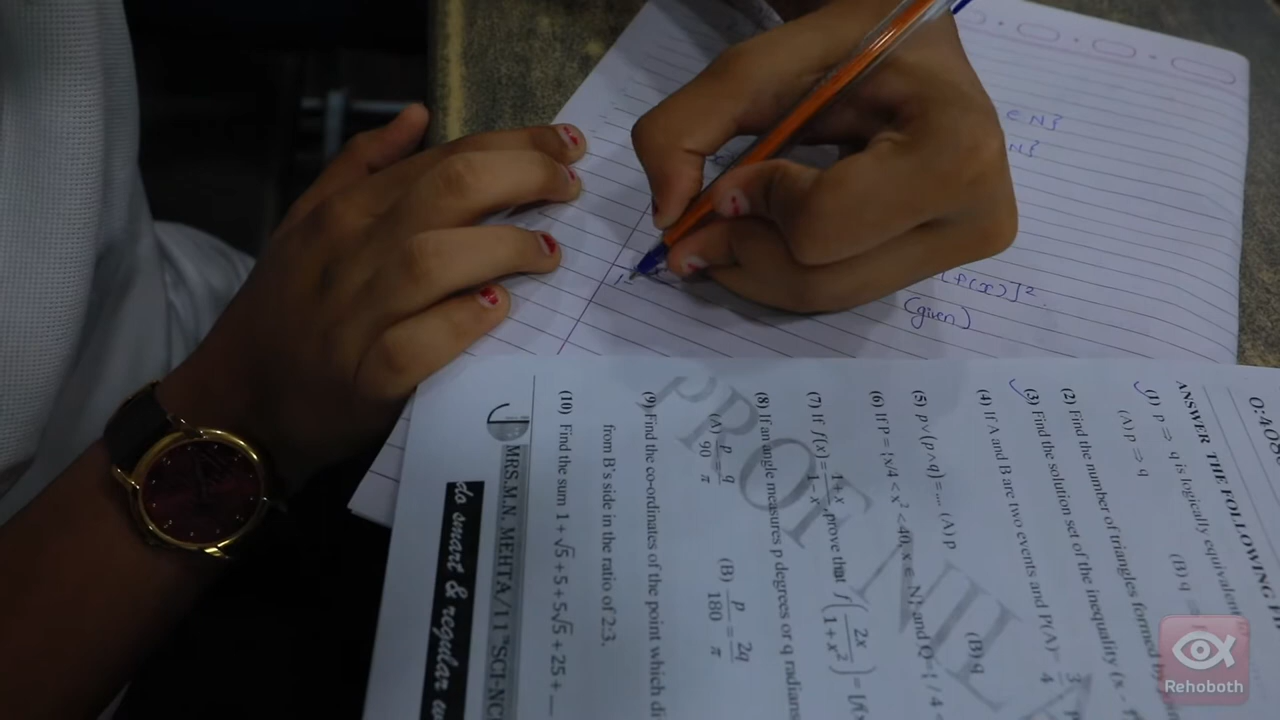 ∈ N}
N}
[f(x)]².
(given)
0:408
ANSWER THE FOLLOWING
(1) p ⇒ q is logically equivalent
(A) p ⇒ q (B) q
(2) Find the number of triangles formed
(3) Find the solution set of the inequality (x -
(4) If A and B are two events and P(A) = 3/4
(5) p∨(p∧q) = .... (A) p (B) q
(6) If P = {√4 < x² < 40, x ∈ N} and Q = { / 4 <
(7) If f(x) = 1+x/1-x, prove that f(2x/1+x²) = [f(x
(8) If an angle measures p degrees or q radians
(A) p/90 = q/π (B) p/180 = 2q/π
(9) Find the co-ordinates of the point which di
from B's side in the ratio of 2:3.
(10) Find the sum 1 + √5 + 5 + 5√5 + 25 +
MRS.M.N. MEHTA/11ᵗʰSCI-NC
do smart & regular
PROF NIL
Rehoboth